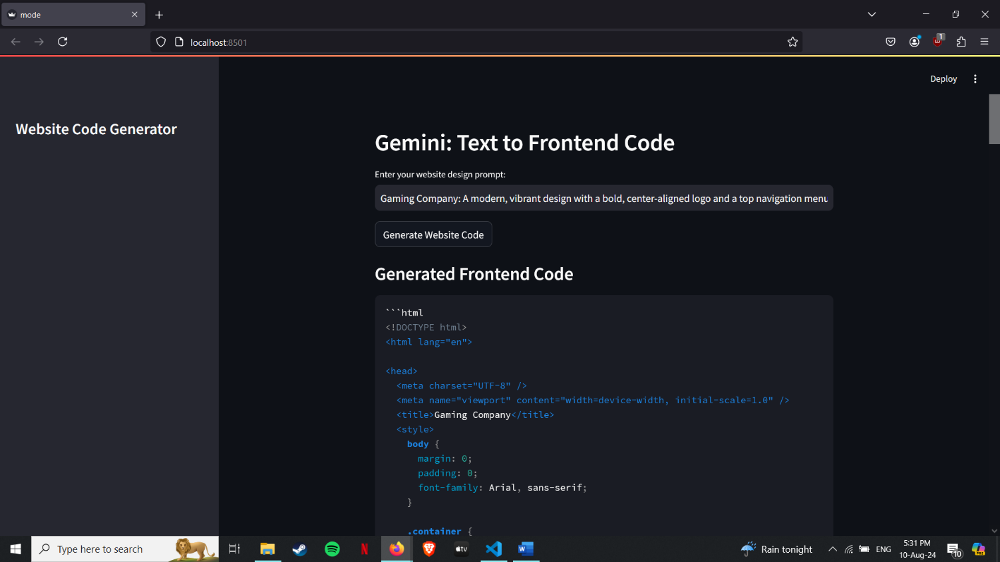 mode
localhost:8501
1
Deploy
Website Code Generator
Gemini: Text to Frontend Code
Enter your website design prompt:
Gaming Company: A modern, vibrant design with a bold, center-aligned logo and a top navigation menu
Generate Website Code
Generated Frontend Code
```html
<!DOCTYPE html>
<html lang="en">
<head>
<meta charset="UTF-8" />
<meta name="viewport" content="width=device-width, initial-scale=1.0" />
<title>Gaming Company</title>
<style>
body {
margin: 0;
padding: 0;
font-family: Arial, sans-serif;
}
.container {
Type here to search
N
tv
W
Rain tonight
ENG
5:31 PM
10-Aug-24
10
PRE